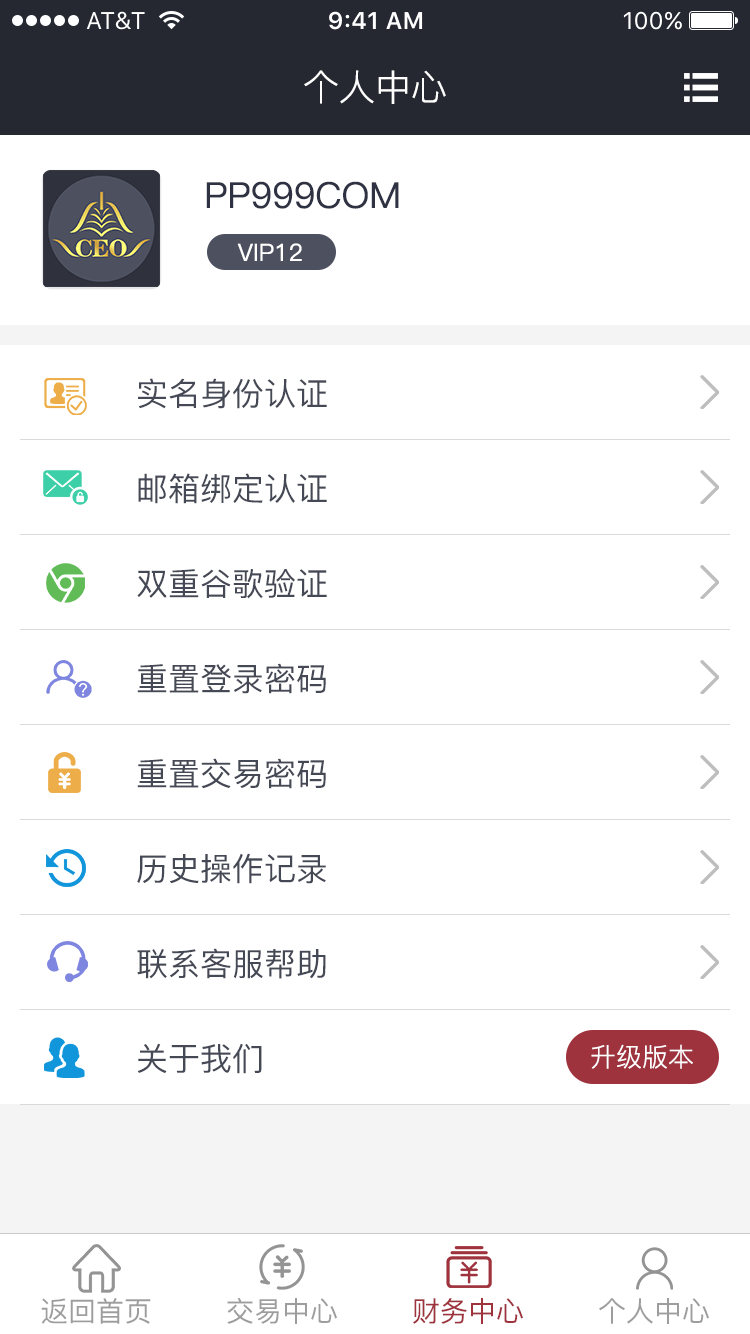 AT&T 9:41 AM 100%
个人中心
CEO
PP999COM
VIP12
实名身份认证
邮箱绑定认证
双重谷歌验证
重置登录密码
?
重置交易密码
¥
历史操作记录
联系客服帮助
关于我们 升级版本
¥ ¥
返回首页 交易中心 财务中心 个人中心